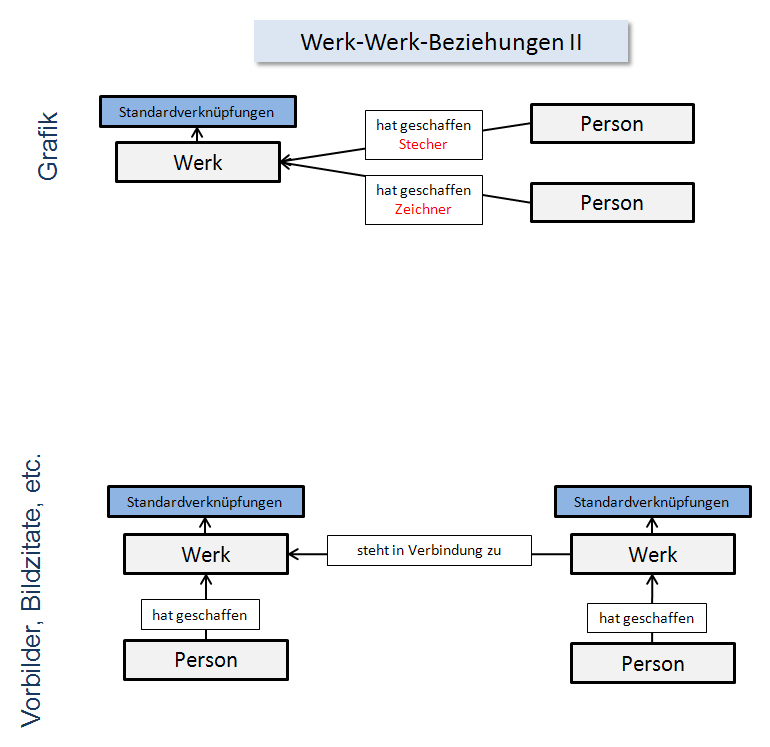 Werk-Werk-Beziehungen II
Grafik
Standardverknüpfungen
Werk
hat geschaffen
Stecher
Person
hat geschaffen
Zeichner
Person
Vorbilder, Bildzitate, etc.
Standardverknüpfungen
Werk
hat geschaffen
Person
steht in Verbindung zu
Standardverknüpfungen
Werk
hat geschaffen
Person